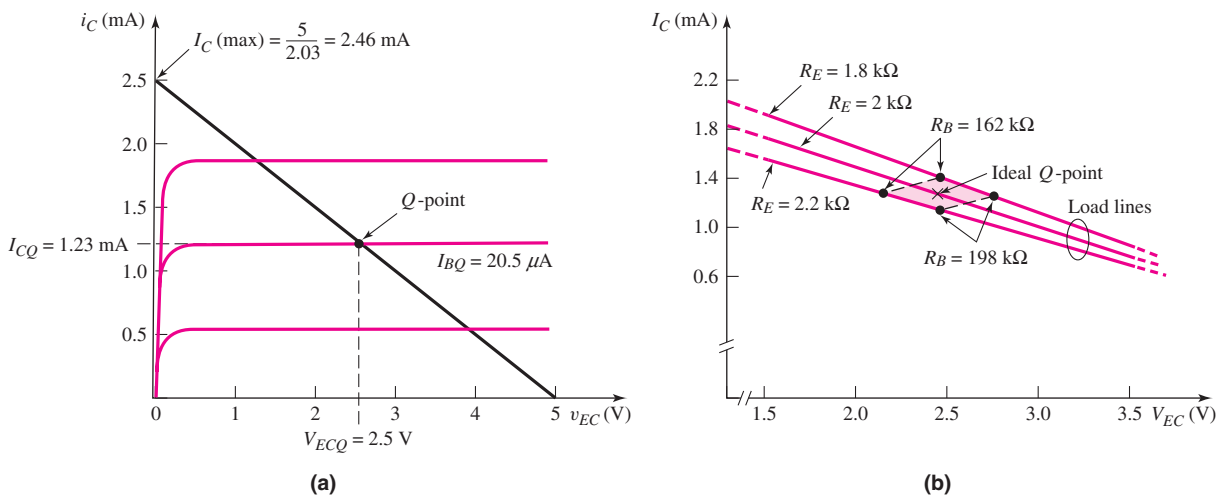 i_C (mA)
I_C (max) = 5/2.03 = 2.46 mA
2.5
2.0
1.5
Q-point
I_CQ = 1.23 mA
I_BQ = 20.5 μA
1.0
0.5
0
1
2
3
4
5
v_EC (V)
V_ECQ = 2.5 V
(a)
I_C (mA)
2.2
R_E = 1.8 kΩ
R_E = 2 kΩ
1.8
R_B = 162 kΩ
1.4
Ideal Q-point
R_E = 2.2 kΩ
Load lines
1.0
R_B = 198 kΩ
0.6
1.5
2.0
2.5
3.0
3.5
V_EC (V)
(b)